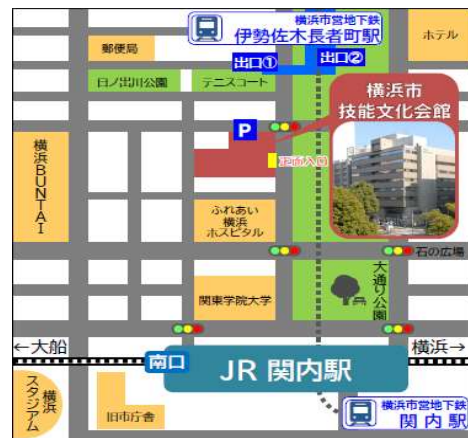 横浜市営地下鉄
伊勢佐木長者町駅
ホテル
郵便局
出口①
出口②
日ノ出川公園
テニスコート
横浜市
技能文化会館
P
正面入口
横浜BUNTAI
ふれあい
横浜
ホスピタル
石の広場
大通り公園
関東学院大学
←大船
南口
JR 関内駅
横浜→
横浜
スタジアム
旧市庁舎
横浜市営地下鉄
関内駅